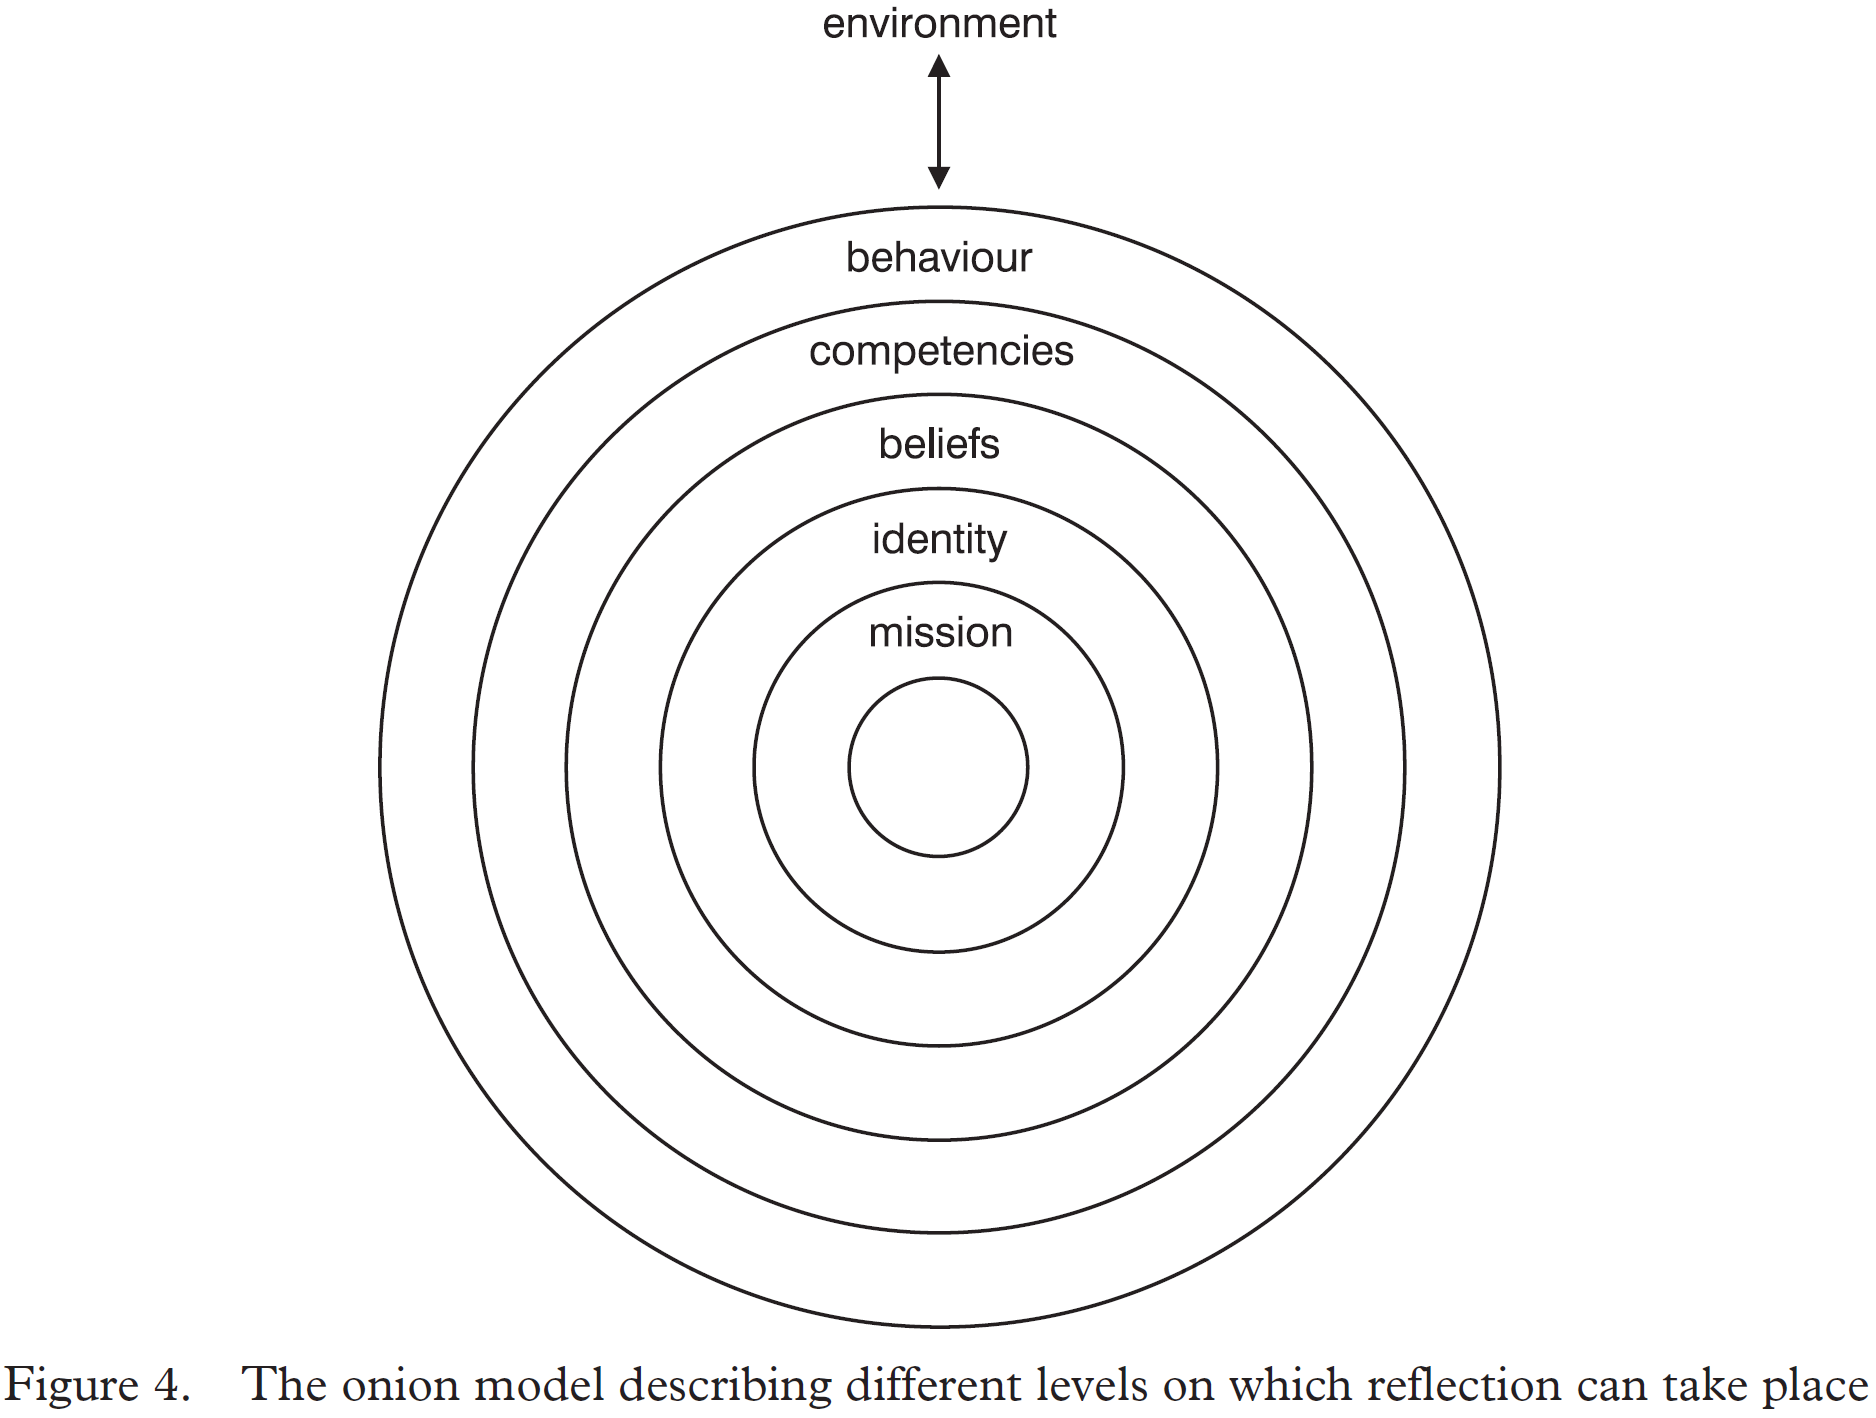 environment
behaviour
competencies
beliefs
identity
mission
Figure 4. The onion model describing different levels on which reflection can take place